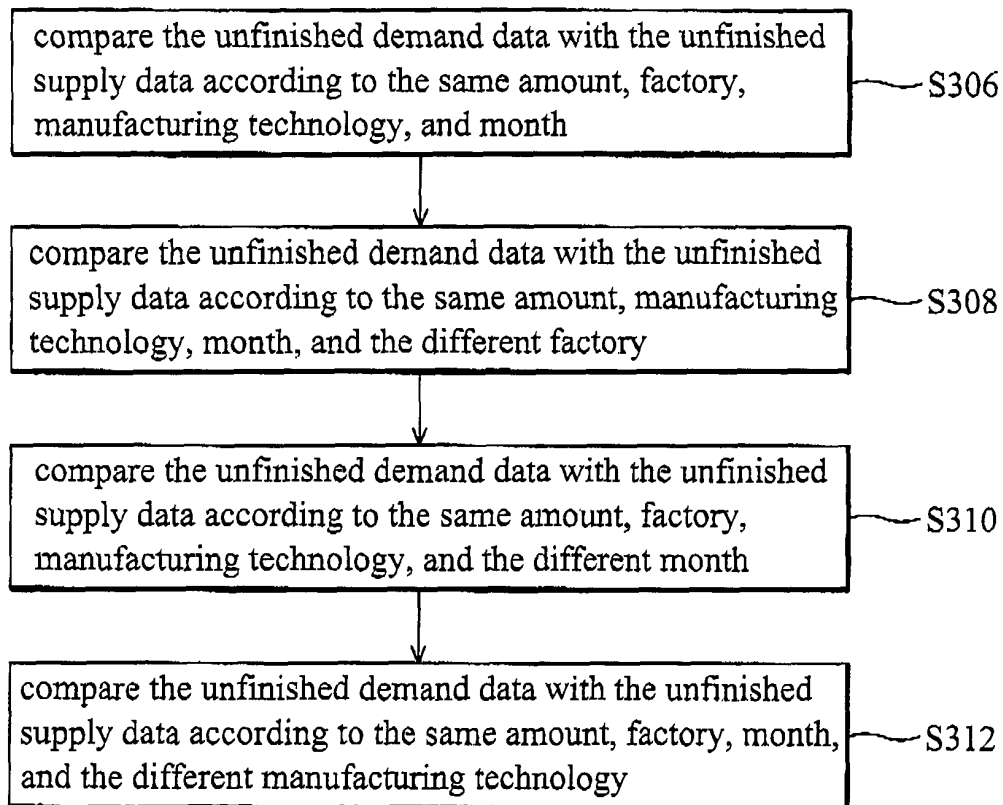 compare the unfinished demand data with the unfinished
supply data according to the same amount, factory,
manufacturing technology, and month
S306
compare the unfinished demand data with the unfinished
supply data according to the same amount, manufacturing
technology, month, and the different factory
S308
compare the unfinished demand data with the unfinished
supply data according to the same amount, factory,
manufacturing technology, and the different month
S310
compare the unfinished demand data with the unfinished
supply data according to the same amount, factory, month,
and the different manufacturing technology
S312